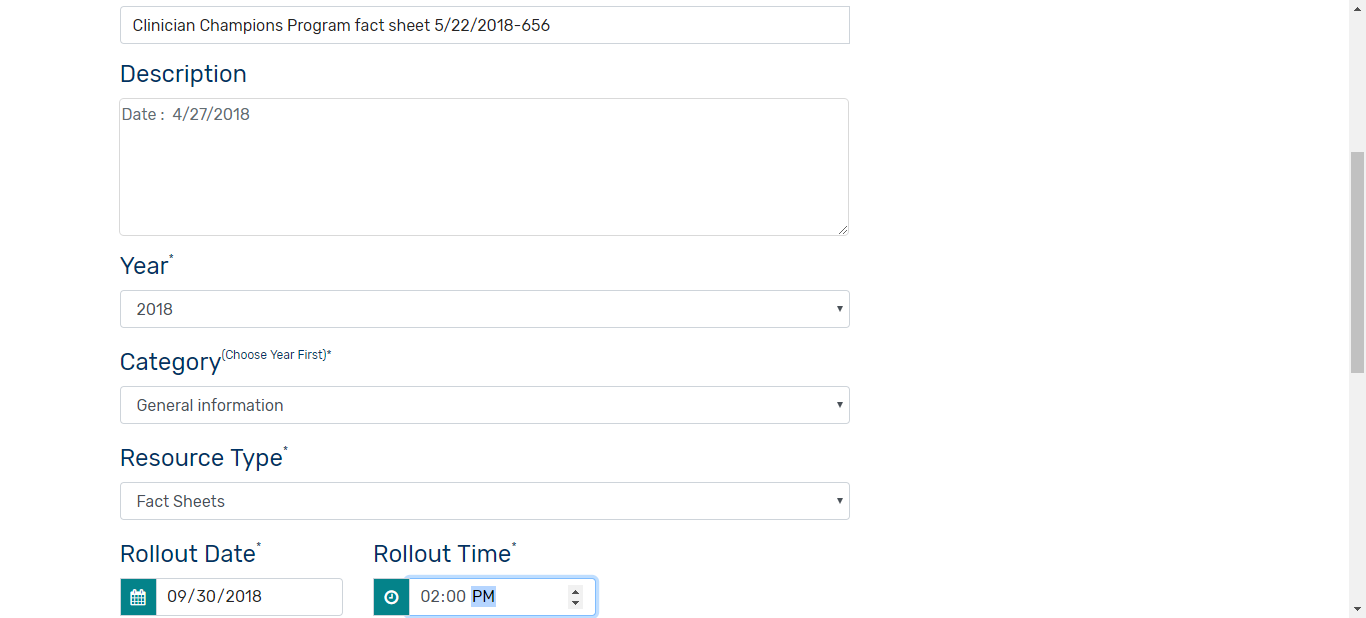 Clinician Champions Program fact sheet 5/22/2018-656
Description
Date : 4/27/2018
Year*
2018
Category(Choose Year First)*
General information
Resource Type*
Fact Sheets
Rollout Date* Rollout Time*
09/30/2018 02:00 PM